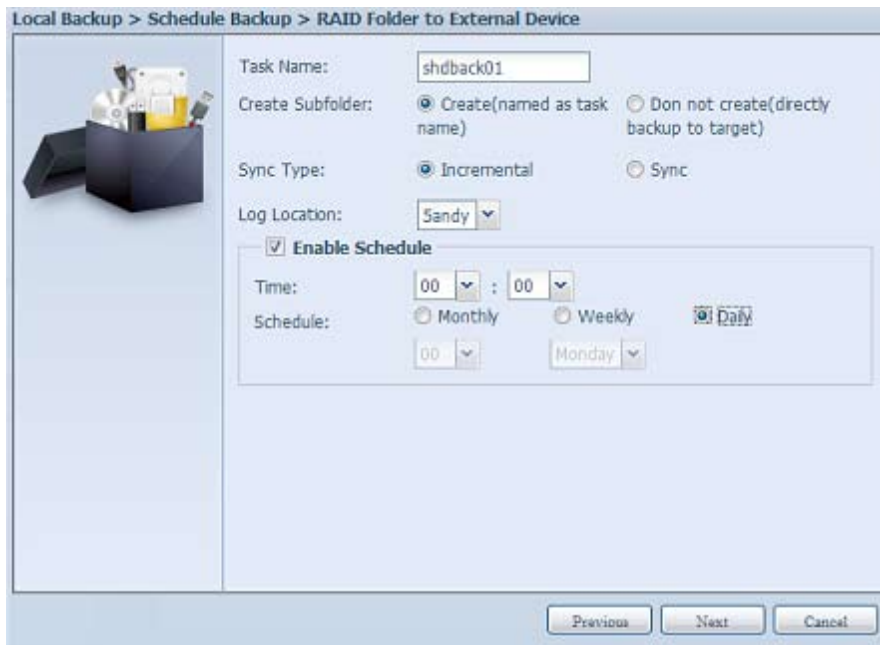 Local Backup > Schedule Backup > RAID Folder to External Device
Task Name: shdback01
Create Subfolder: Create(named as task name) Don not create(directly backup to target)
Sync Type: Incremental Sync
Log Location: Sandy
Enable Schedule
Time: 00 : 00
Schedule: Monthly Weekly Daily
00 Monday
Previous Next Cancel